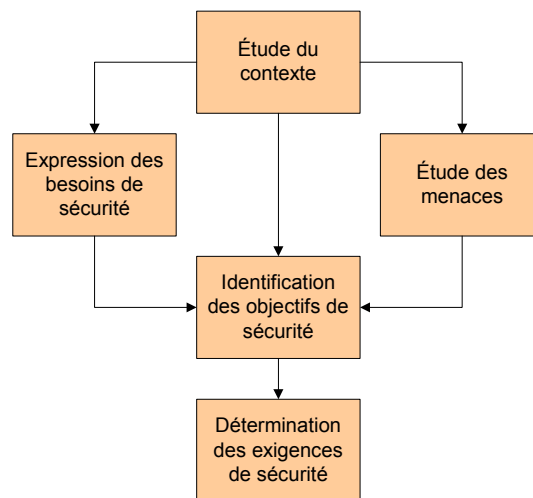 Étude du
contexte
Expression des
besoins de
sécurité
Étude des
menaces
Identification
des objectifs de
sécurité
Détermination
des exigences
de sécurité